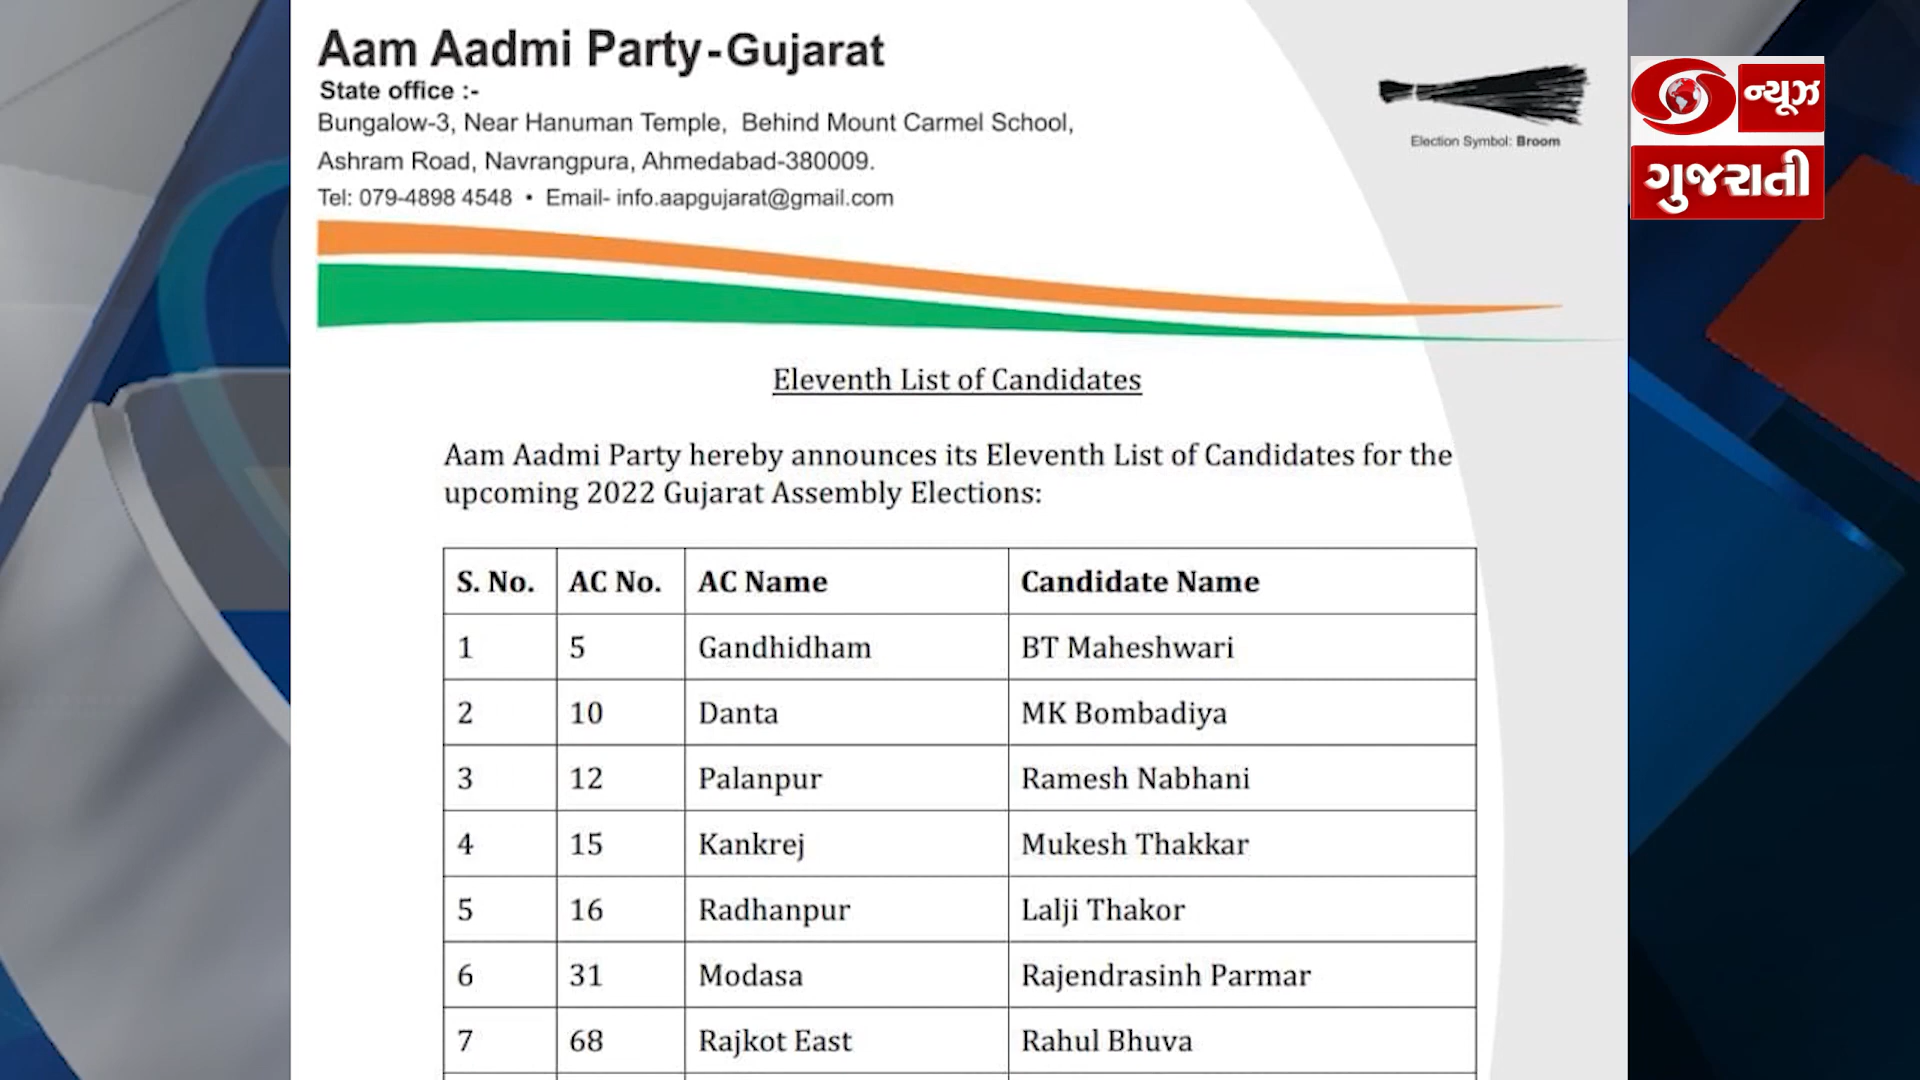 Aam Aadmi Party-Gujarat
State office :-
Bungalow-3, Near Hanuman Temple, Behind Mount Carmel School,
Ashram Road, Navrangpura, Ahmedabad-380009.
Tel: 079-4898 4548 • Email- info.aapgujarat@gmail.com
Election Symbol: Broom
ન્યૂઝ
ગુજરાતી
Eleventh List of Candidates
Aam Aadmi Party hereby announces its Eleventh List of Candidates for the
upcoming 2022 Gujarat Assembly Elections:
S. No. AC No. AC Name Candidate Name
1 5 Gandhidham BT Maheshwari
2 10 Danta MK Bombadiya
3 12 Palanpur Ramesh Nabhani
4 15 Kankrej Mukesh Thakkar
5 16 Radhanpur Lalji Thakor
6 31 Modasa Rajendrasinh Parmar
7 68 Rajkot East Rahul Bhuva